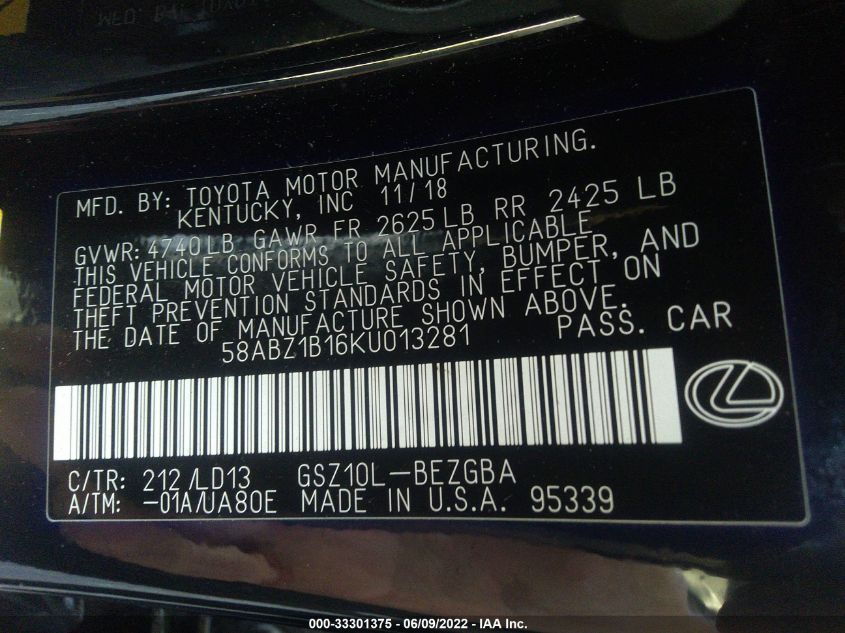 MFD. BY: TOYOTA MOTOR MANUFACTURING.
KENTUCKY, INC 11/18
GVWR: 4740LB GAWR FR 2625LB RR 2425 LB
THIS VEHICLE CONFORMS TO ALL APPLICABLE
FEDERAL MOTOR VEHICLE SAFETY, BUMPER, AND
THEFT PREVENTION STANDARDS IN EFFECT ON
THE DATE OF MANUFACTURE SHOWN ABOVE.
58ABZ1B16KU013281 PASS. CAR
C/TR: 212/LD13 GSZ10L-BEZGBA
A/TM: -01A/UA80E MADE IN U.S.A. 95339
000-33301375 - 06/09/2022 - IAA Inc.